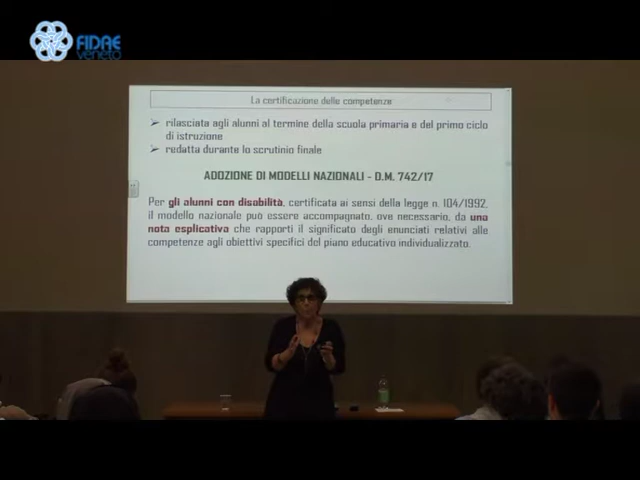 FIDAE
veneto
La certificazione delle competenze
➢ rilasciata agli alunni al termine della scuola primaria e del primo ciclo
di istruzione
➢ redatta durante lo scrutinio finale
ADOZIONE DI MODELLI NAZIONALI - D.M. 742/17
Per gli alunni con disabilità, certificata ai sensi della legge n. 104/1992,
il modello nazionale può essere accompagnato, ove necessario, da una
nota esplicativa che rapporti il significato degli enunciati relativi alle
competenze agli obiettivi specifici del piano educativo individualizzato.